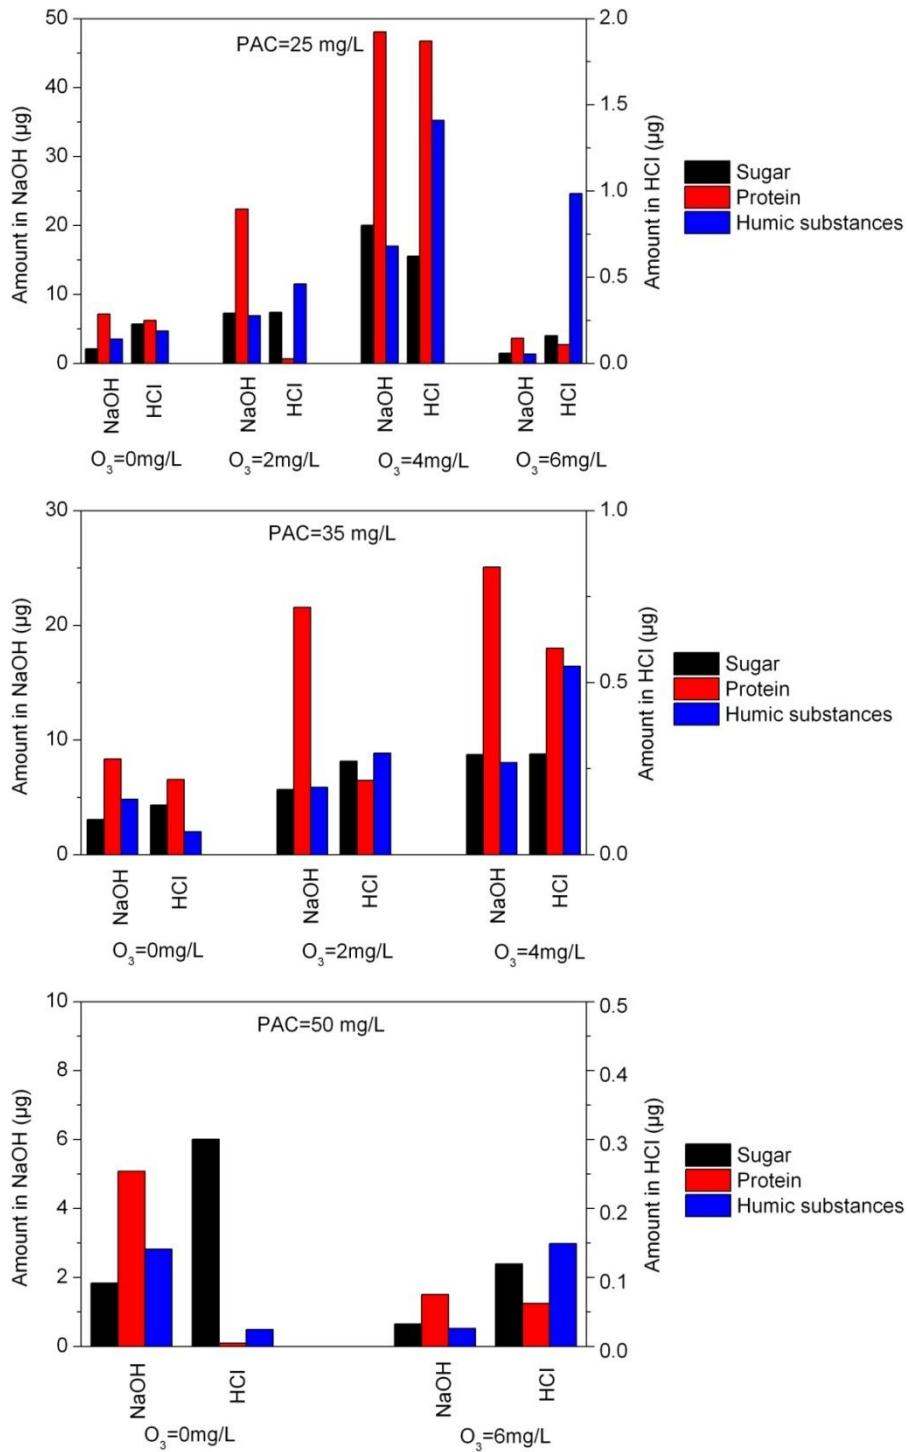 PAC=25 mg/L
Amount in NaOH (µg)
50
40
30
20
10
0
Amount in HCl (µg)
2.0
1.5
1.0
0.5
0.0
Sugar
Protein
Humic substances
NaOH
HCl
NaOH
HCl
NaOH
HCl
NaOH
HCl
O₃=0mg/L
O₃=2mg/L
O₃=4mg/L
O₃=6mg/L
PAC=35 mg/L
Amount in NaOH (µg)
30
20
10
0
Amount in HCl (µg)
1.0
0.5
0.0
Sugar
Protein
Humic substances
NaOH
HCl
NaOH
HCl
NaOH
HCl
O₃=0mg/L
O₃=2mg/L
O₃=4mg/L
PAC=50 mg/L
Amount in NaOH (µg)
10
8
6
4
2
0
Amount in HCl (µg)
0.5
0.4
0.3
0.2
0.1
0.0
Sugar
Protein
Humic substances
NaOH
HCl
NaOH
HCl
O₃=0mg/L
O₃=6mg/L